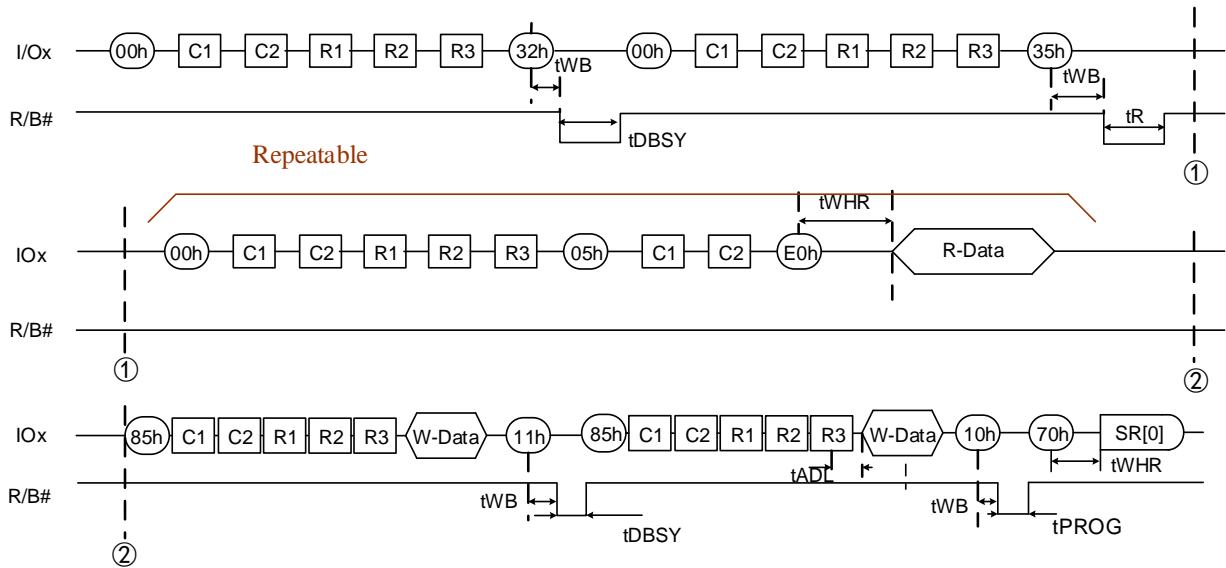 I/Ox 00h C1 C2 R1 R2 R3 32h 00h C1 C2 R1 R2 R3 35h
tWB tWB
R/B# tDBSY tR
Repeatable
①
tWHR
IOx 00h C1 C2 R1 R2 R3 05h C1 C2 E0h R-Data
R/B#
① ②
IOx 85h C1 C2 R1 R2 R3 W-Data 11h 85h C1 C2 R1 R2 R3 W-Data 10h 70h SR[0]
tADL tWHR
R/B# tWB tWB
tDBSY tPROG
②